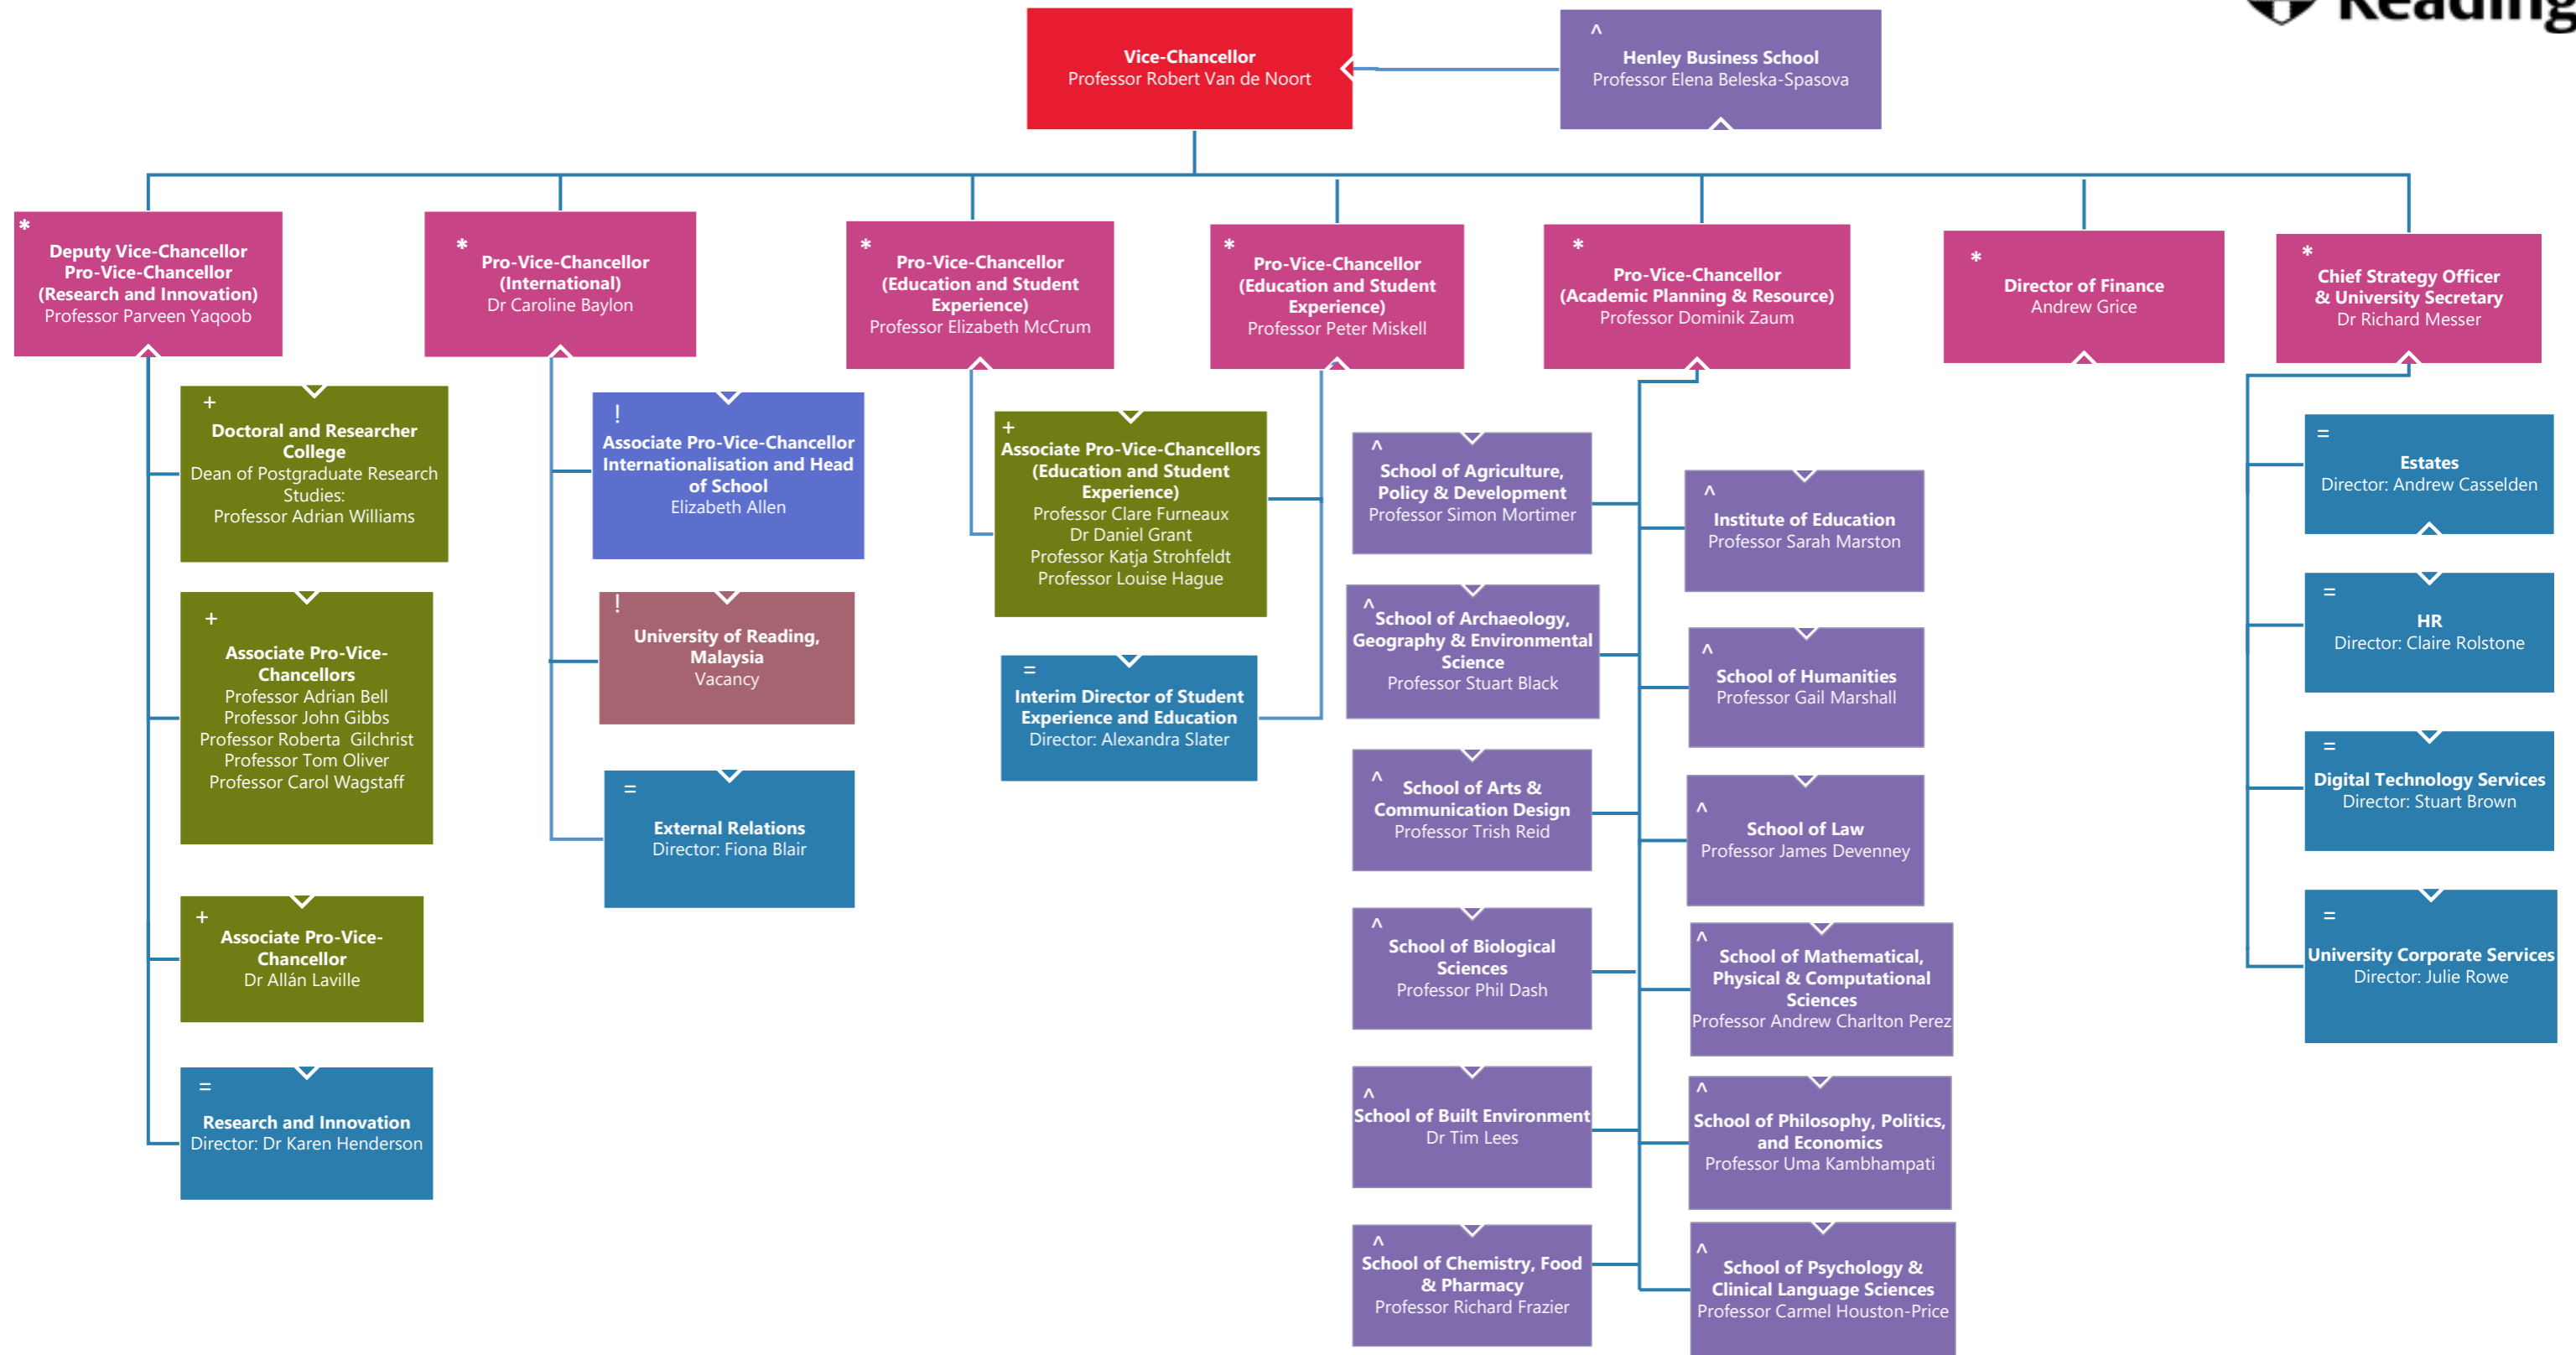 Reading
Vice-Chancellor
Professor Robert Van de Noort
^
Henley Business School
Professor Elena Beleska-Spasova
*
Deputy Vice-Chancellor
Pro-Vice-Chancellor
(Research and Innovation)
Professor Parveen Yaqoob
*
Pro-Vice-Chancellor
(International)
Dr Caroline Baylon
*
Pro-Vice-Chancellor
(Education and Student
Experience)
Professor Elizabeth McCrum
*
Pro-Vice-Chancellor
(Education and Student
Experience)
Professor Peter Miskell
*
Pro-Vice-Chancellor
(Academic Planning & Resource)
Professor Dominik Zaum
*
Director of Finance
Andrew Grice
*
Chief Strategy Officer
& University Secretary
Dr Richard Messer
+
Doctoral and Researcher
College
Dean of Postgraduate Research
Studies:
Professor Adrian Williams
+
Associate Pro-Vice-
Chancellors
Professor Adrian Bell
Professor John Gibbs
Professor Roberta  Gilchrist
Professor Tom Oliver
Professor Carol Wagstaff
+
Associate Pro-Vice-
Chancellor
Dr Allán Laville
=
Research and Innovation
Director: Dr Karen Henderson
!
Associate Pro-Vice-Chancellor
Internationalisation and Head
of School
Elizabeth Allen
!
University of Reading,
Malaysia
Vacancy
=
External Relations
Director: Fiona Blair
+
Associate Pro-Vice-Chancellors
(Education and Student
Experience)
Professor Clare Furneaux
Dr Daniel Grant
Professor Katja Strohfeldt
Professor Louise Hague
=
Interim Director of Student
Experience and Education
Director: Alexandra Slater
^
School of Agriculture,
Policy & Development
Professor Simon Mortimer
^
School of Archaeology,
Geography & Environmental
Science
Professor Stuart Black
^
School of Arts &
Communication Design
Professor Trish Reid
^
School of Biological
Sciences
Professor Phil Dash
^
School of Built Environment
Dr Tim Lees
^
School of Chemistry, Food
& Pharmacy
Professor Richard Frazier
^
Institute of Education
Professor Sarah Marston
^
School of Humanities
Professor Gail Marshall
^
School of Law
Professor James Devenney
^
School of Mathematical,
Physical & Computational
Sciences
Professor Andrew Charlton Perez
^
School of Philosophy, Politics,
and Economics
Professor Uma Kambhampati
^
School of Psychology &
Clinical Language Sciences
Professor Carmel Houston-Price
=
Estates
Director: Andrew Casselden
=
HR
Director: Claire Rolstone
=
Digital Technology Services
Director: Stuart Brown
=
University Corporate Services
Director: Julie Rowe